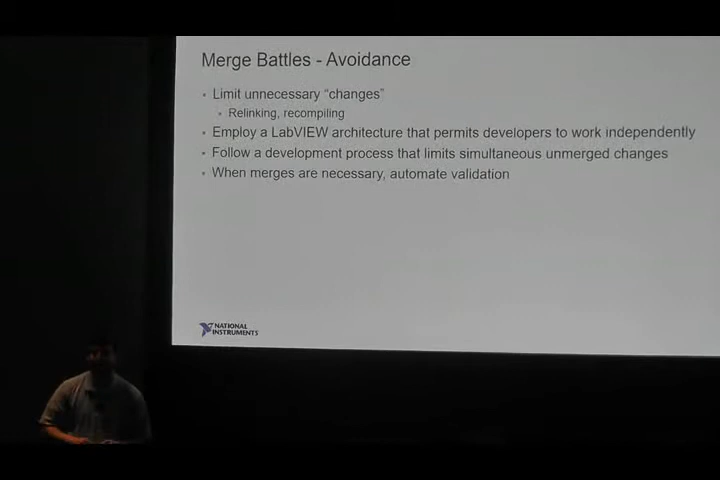 Merge Battles - Avoidance
Limit unnecessary “changes”
Relinking, recompiling
Employ a LabVIEW architecture that permits developers to work independently
Follow a development process that limits simultaneous unmerged changes
When merges are necessary, automate validation
NATIONAL
INSTRUMENTS